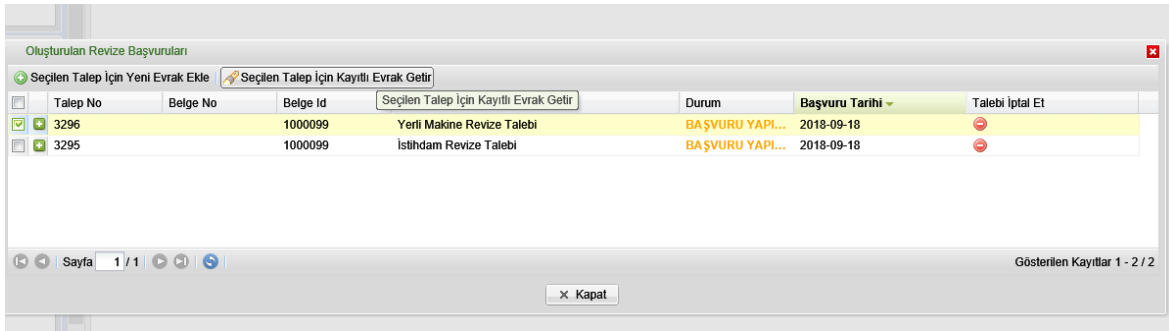 Oluşturulan Revize Başvuruları
Seçilen Talep İçin Yeni Evrak Ekle Seçilen Talep İçin Kayıtlı Evrak Getir
Talep No Belge No Belge Id Seçilen Talep İçin Kayıtlı Evrak Getir Durum Başvuru Tarihi Talebi İptal Et
3296 1000099 Yerli Makine Revize Talebi BAŞVURU YAPI... 2018-09-18
3295 1000099 İstihdam Revize Talebi BAŞVURU YAPI... 2018-09-18
Sayfa 1 / 1 Gösterilen Kayıtlar 1 - 2 / 2
Kapat